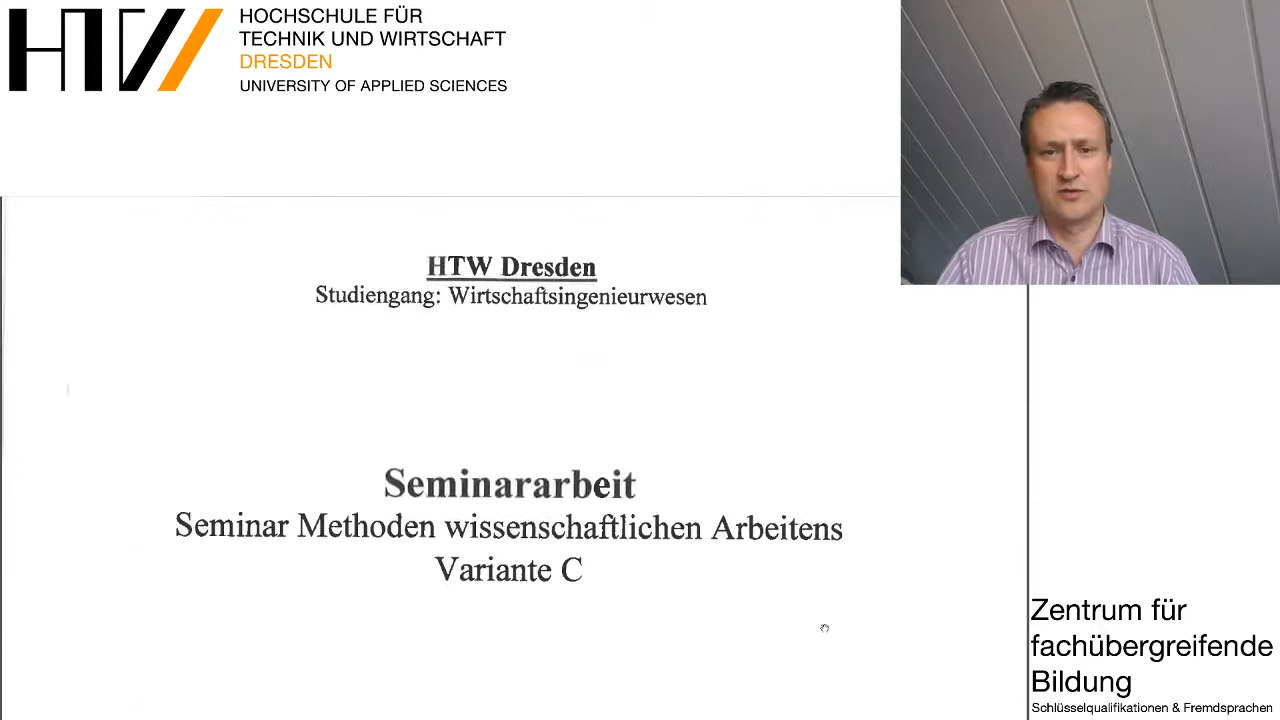 HTW
HOCHSCHULE FÜR
TECHNIK UND WIRTSCHAFT
DRESDEN
UNIVERSITY OF APPLIED SCIENCES
HTW Dresden
Studiengang: Wirtschaftsingenieurwesen
Seminararbeit
Seminar Methoden wissenschaftlichen Arbeitens
Variante C
Zentrum für
fachübergreifende
Bildung
Schlüsselqualifikationen & Fremdsprachen